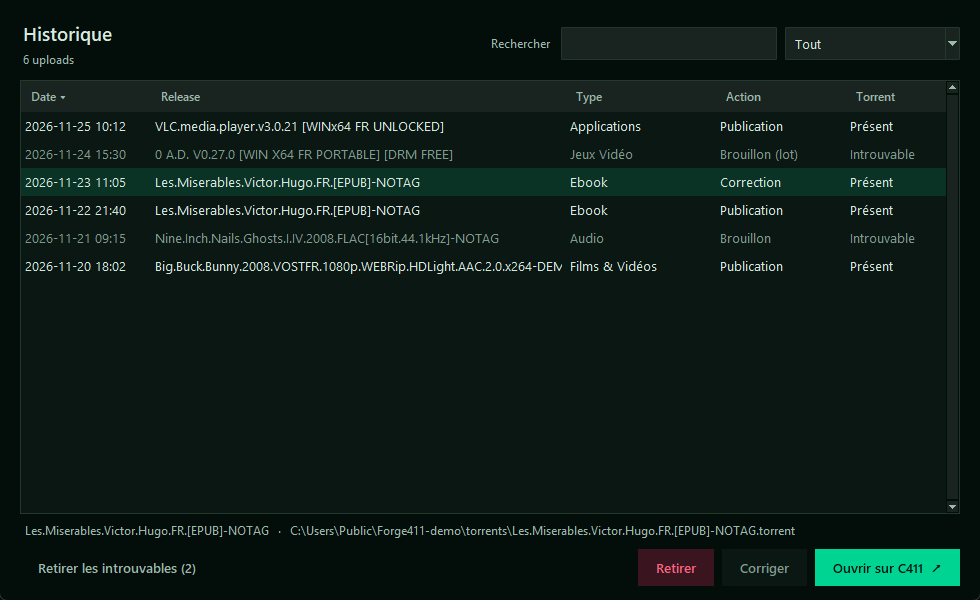 Historique
6 uploads
Rechercher
Tout
Date Release Type Action Torrent
2026-11-25 10:12 VLC.media.player.v3.0.21 [WINx64 FR UNLOCKED] Applications Publication Présent
2026-11-24 15:30 0 A.D. V0.27.0 [WIN X64 FR PORTABLE] [DRM FREE] Jeux Vidéo Brouillon (lot) Introuvable
2026-11-23 11:05 Les.Miserables.Victor.Hugo.FR.[EPUB]-NOTAG Ebook Correction Présent
2026-11-22 21:40 Les.Miserables.Victor.Hugo.FR.[EPUB]-NOTAG Ebook Publication Présent
2026-11-21 09:15 Nine.Inch.Nails.Ghosts.I.IV.2008.FLAC[16bit.44.1kHz]-NOTAG Audio Brouillon Introuvable
2026-11-20 18:02 Big.Buck.Bunny.2008.VOSTFR.1080p.WEBRip.HDLight.AAC.2.0.x264-DEM Films & Vidéos Publication Présent
Les.Miserables.Victor.Hugo.FR.[EPUB]-NOTAG · C:\Users\Public\Forge411-demo\torrents\Les.Miserables.Victor.Hugo.FR.[EPUB]-NOTAG.torrent
Retirer les introuvables (2) Retirer Corriger Ouvrir sur C411 ↗